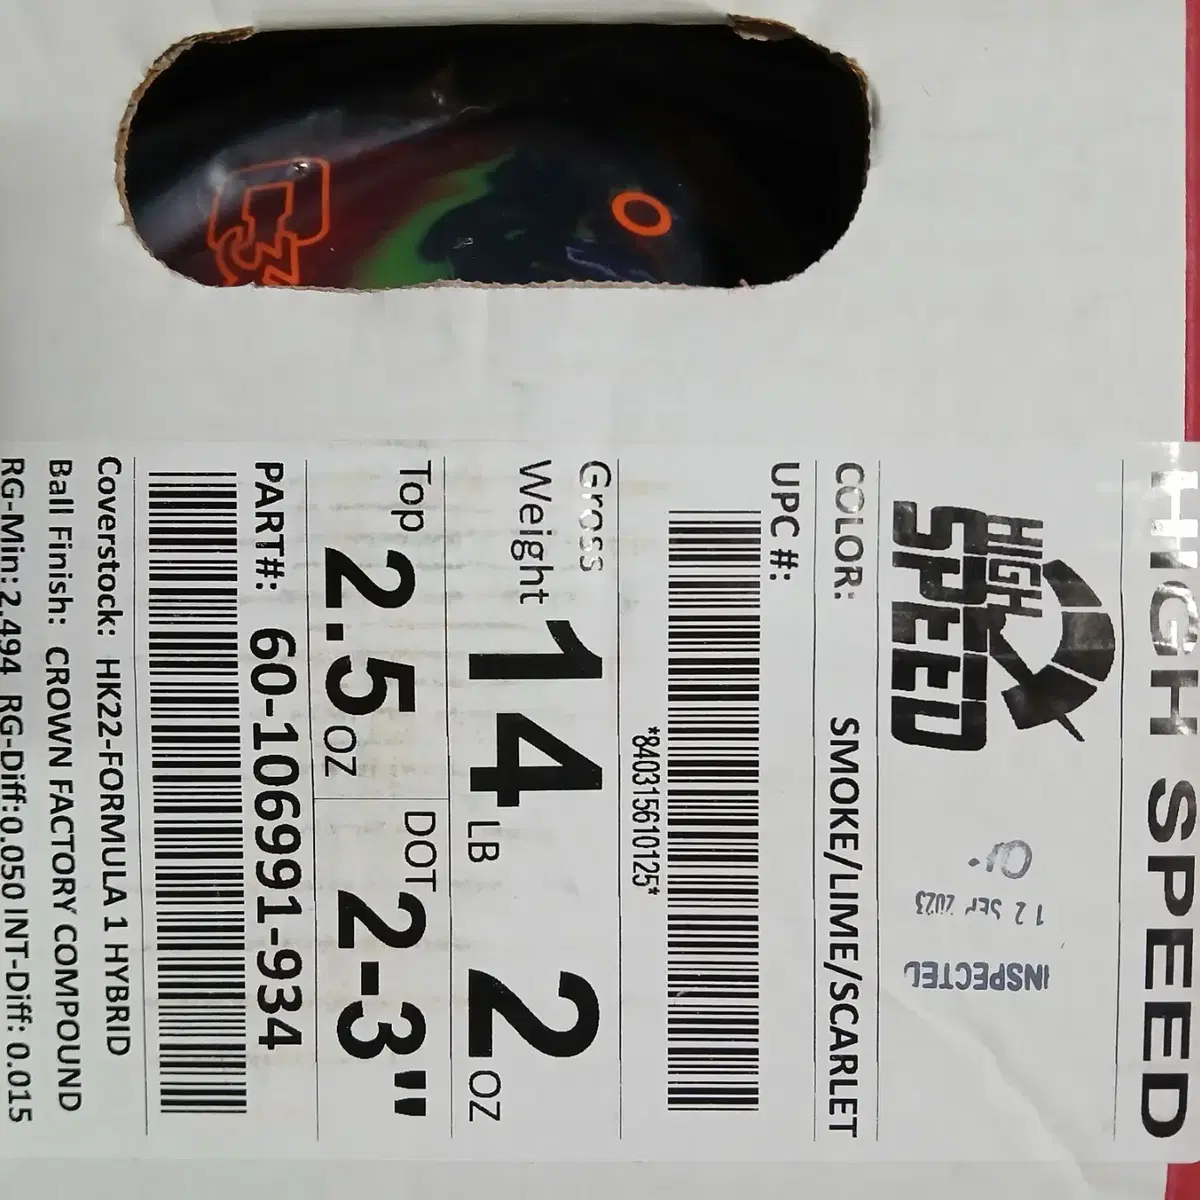 HIGH SPEED
HIGH
SPEED
12 SEP 2023
INSPECTED
COLOR: SMOKE/LIME/SCARLET
UPC #:
*840315610125*
Gross
Weight 14 LB 2 OZ
Top 2.5 OZ DOT 2-3"
PART#: 60-106991-934
Coverstock: HK22-FORMULA 1 HYBRID
Ball Finish: CROWN FACTORY COMPOUND
RG-Min: 2.494 RG-Diff: 0.050 INT-Diff: 0.015